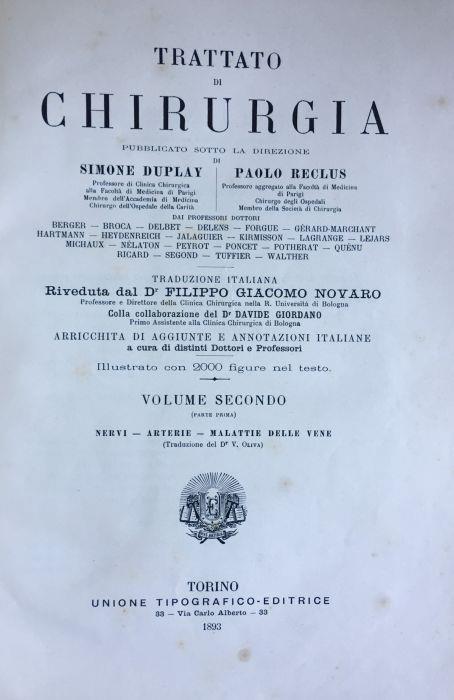 TRATTATO
DI
CHIRURGIA
PUBBLICATO SOTTO LA DIREZIONE
DI
SIMONE DUPLAY
Professore di Clinica Chirurgica
alla Facoltà di Medicina di Parigi
Membro dell'Accademia di Medicina
Chirurgo dell'Ospedale della Carità
PAOLO RECLUS
Professore aggregato alla Facoltà di Medicina
di Parigi
Chirurgo degli Ospedali
Membro della Società di Chirurgia
DAI PROFESSORI DOTTORI
BERGER — BROCA — DELBET — DELENS — FORGUE — GÉRARD-MARCHANT
HARTMANN — HEYDENREICH — JALAGUIER — KIRMISSON — LAGRANGE — LEJARS
MICHAUX — NÉLATON — PEYROT — PONCET — POTHERAT — QUÉNU
RICARD — SEGOND — TUFFIER — WALTHER
TRADUZIONE ITALIANA
Riveduta dal Dr FILIPPO GIACOMO NOVARO
Professore e Direttore della Clinica Chirurgica nella R. Università di Bologna
Colla collaborazione del Dr DAVIDE GIORDANO
Primo Assistente alla Clinica Chirurgica di Bologna
ARRICCHITA DI AGGIUNTE E ANNOTAZIONI ITALIANE
a cura di distinti Dottori e Professori
Illustrato con 2000 figure nel testo.
VOLUME SECONDO
(PARTE PRIMA)
NERVI — ARTERIE — MALATTIE DELLE VENE
(Traduzione del Dr V. OLIVA)
TORINO
UNIONE TIPOGRAFICO-EDITRICE
33 — Via Carlo Alberto — 33
1893